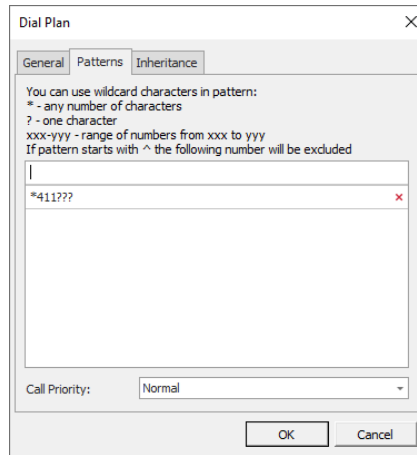 Dial Plan
General Patterns Inheritance
You can use wildcard characters in pattern:
* - any number of characters
? - one character
xxx-yyy - range of numbers from xxx to yyy
If pattern starts with ^ the following number will be excluded
*411???
Call Priority: Normal
OK Cancel